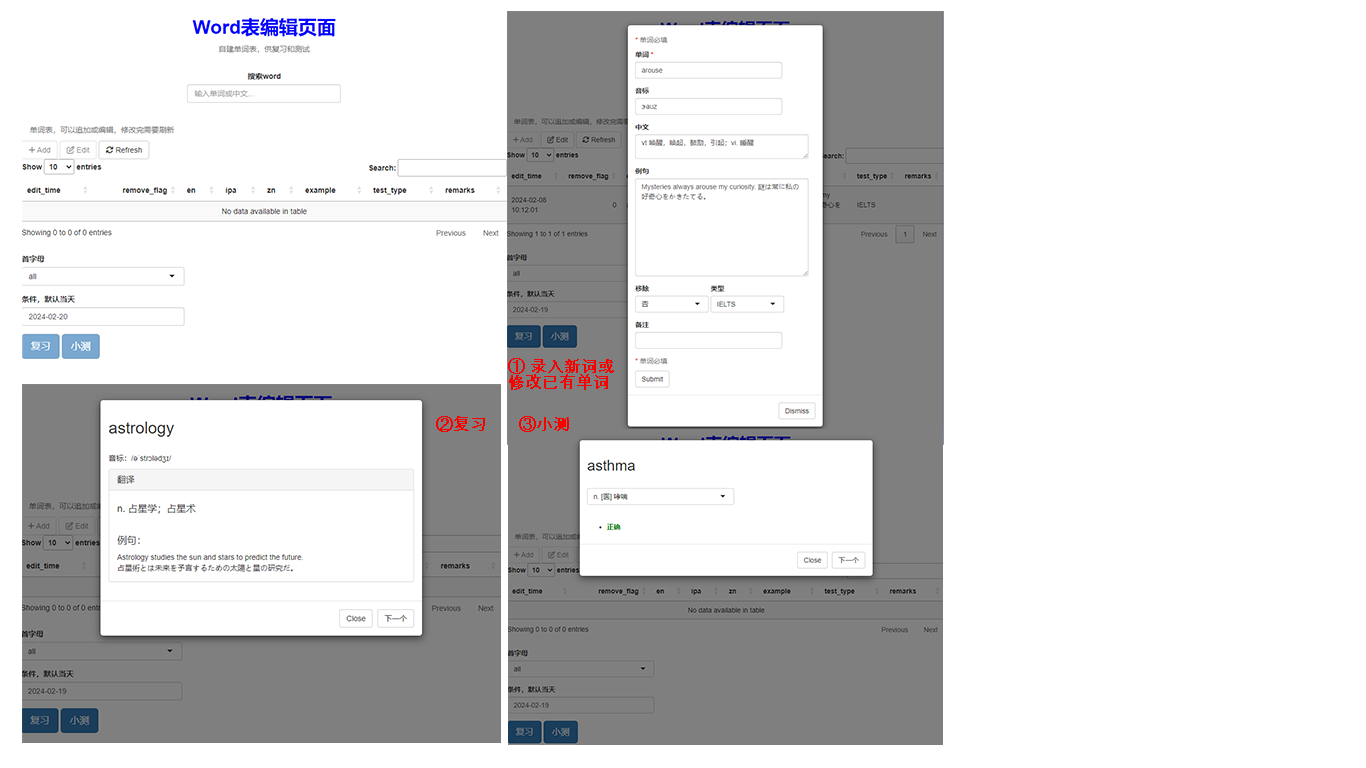 Word表编辑页面
自建单词表，供复习和测试
搜索word
输入单词或中文...
单词表，可以追加或编辑，修改完需要刷新
+ Add Edit Refresh
Show 10 entries
Search:
edit_time remove_flag en ipa zn example test_type remarks
No data available in table
Showing 0 to 0 of 0 entries
Previous Next
首字母
all
条件，默认当天
2024-02-20
复习 小测
* 单词必填
单词 *
arouse
音标
中文
vt 唤醒，唤起，鼓励，引起；vi. 睡醒
例句
Mysteries always arouse my curiosity. 謎は常に私の
好奇心をかきたてる。
移除 类型
否 IELTS
备注
* 单词必填
Submit
Dismiss
单词表，可以追加或编辑，修改完需要
+ Add Edit Refresh
Show 10 entries
earch:
edit_time remove_flag test_type remarks
2024-02-08
10:12:01
0
my
奇心を
IELTS
Showing 1 to 1 of 1 entries
Previous 1 Next
首字母
all
条件，默认当天
2024-02-19
复习 小测
① 录入新词或
修改已有单词
②复习
③小测
astrology
音标: /əˈstrɔlədʒɪ/
翻译
n. 占星学；占星术
例句:
Astrology studies the sun and stars to predict the future.
占星術とは未来を予言するための太陽と星の研究だ。
Close 下一个
单词表，可以追加或编
+ Add Edit
Show 10 entries
edit_time remarks
Showing 0 to 0 of 0 entr
Previous Next
首字母
all
条件，默认当天
2024-02-19
复习 小测
asthma
n. [医] 哮喘
正确
Close 下一个
单词表，可以追加或
+ Add Edit
Show 10 entries
edit_time remove_flag en ipa zn example test_type remarks
No data available in table
Showing 0 to 0 of 0 entries
Previous Next
首字母
all
条件，默认当天
2024-02-19
复习 小测